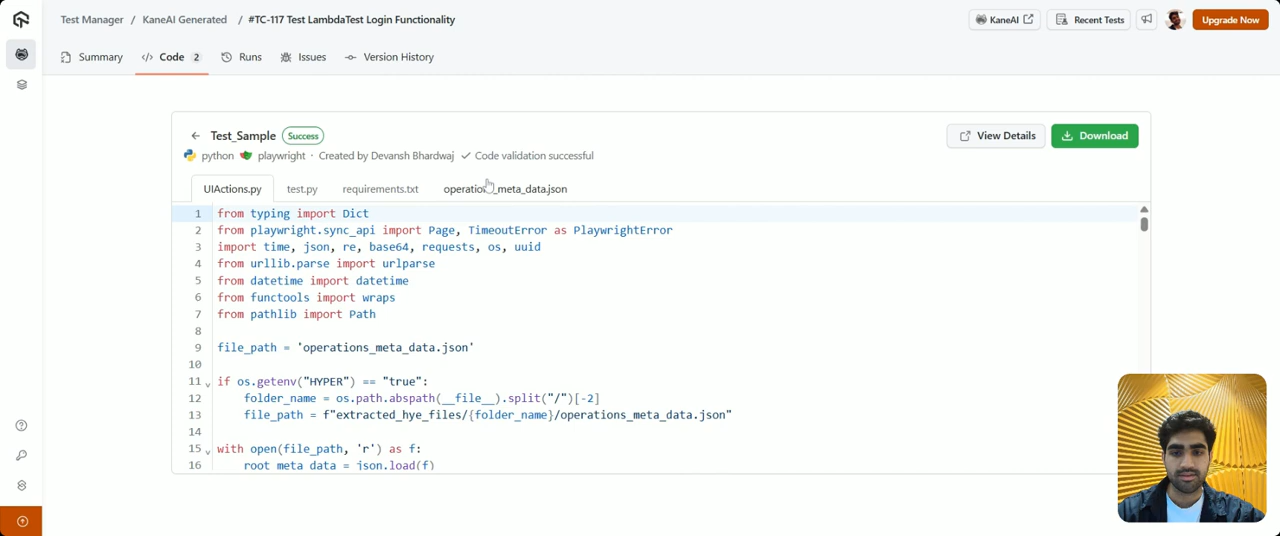 Test Manager / KaneAI Generated / #TC-117 Test LambdaTest Login Functionality
KaneAI Recent Tests Upgrade Now
Summary </> Code 2 Runs Issues Version History
Test_Sample Success
View Details Download
python playwright · Created by Devansh Bhardwaj ✓ Code validation successful
UIActions.py test.py requirements.txt operations_meta_data.json
1 from typing import Dict
2 from playwright.sync_api import Page, TimeoutError as PlaywrightError
3 import time, json, re, base64, requests, os, uuid
4 from urllib.parse import urlparse
5 from datetime import datetime
6 from functools import wraps
7 from pathlib import Path
8
9 file_path = 'operations_meta_data.json'
10
11 if os.getenv("HYPER") == "true":
12 folder_name = os.path.abspath(__file__).split("/")[-2]
13 file_path = f"extracted_hye_files/{folder_name}/operations_meta_data.json"
14
15 with open(file_path, 'r') as f:
16 root_meta_data = json.load(f)